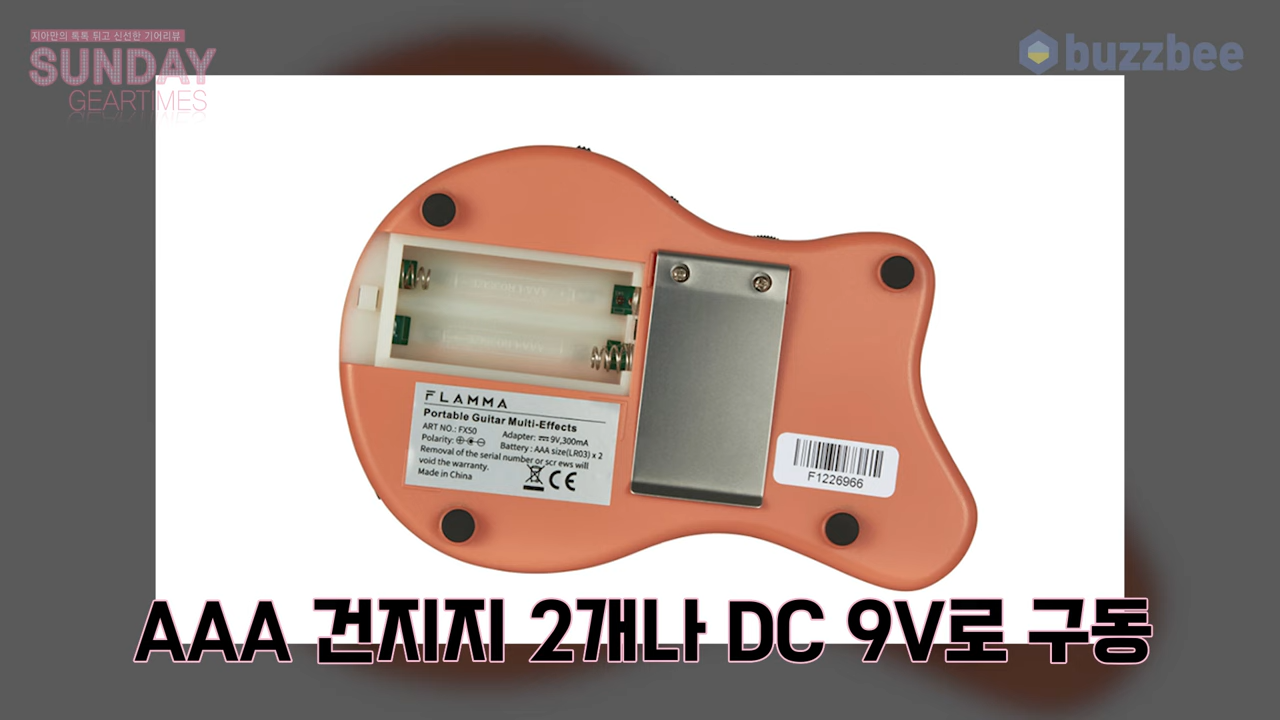 지아만의 톡톡 튀고 신선한 기어리뷰
SUNDAY
GEARTIMES
buzzbee
FLAMMA
Portable Guitar Multi-Effects
ART NO.: FX50
Adapter: 9V,300mA
Polarity:
Battery : AAA size(LR03) x 2
Removal of the serial number or scr ews will
void the warranty.
Made in China
CE
F1226966
AAA 건지지 2개나 DC 9V로 구동